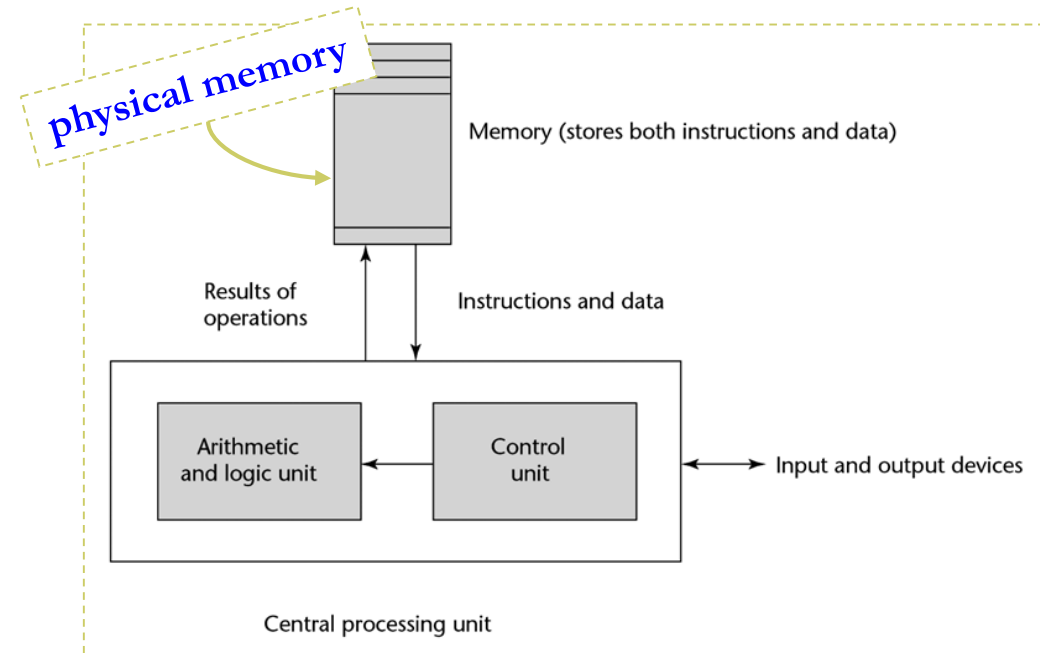 physical memory
Memory (stores both instructions and data)
Results of
operations
Instructions and data
Arithmetic
and logic unit
Control
unit
Input and output devices
Central processing unit